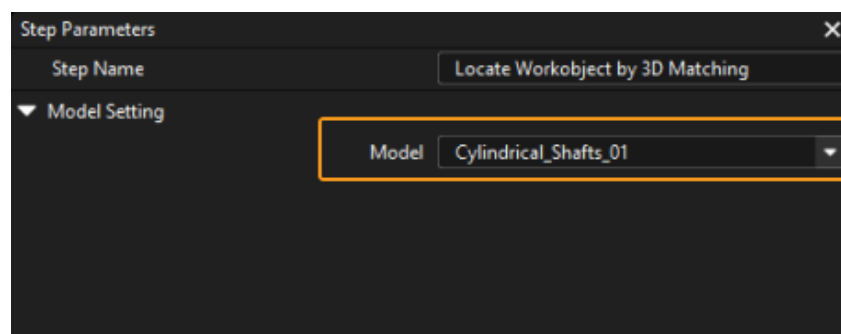 Step Parameters
Step Name Locate Workobject by 3D Matching
Model Setting
Model Cylindrical_Shafts_01